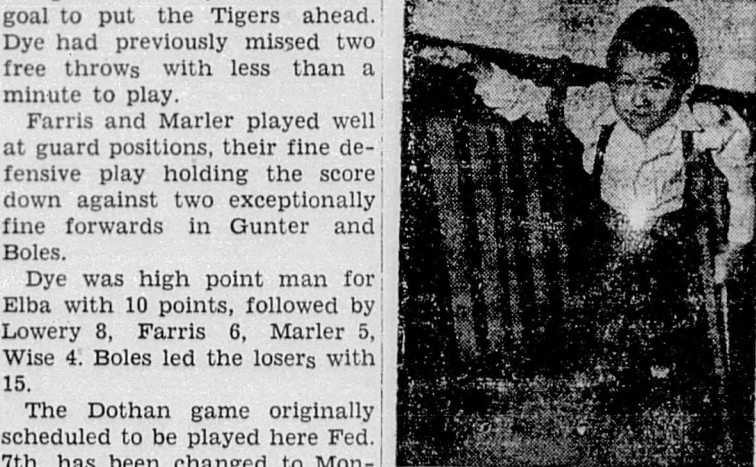 goal to put the Tigers ahead.
Dye had previously missed two
free throws with less than a
minute to play.
Farris and Marler played well
at guard positions, their fine de-
fensive play holding the score
down against two exceptionally
fine forwards in Gunter and
Boles.
Dye was high point man for
Elba with 10 points, followed by
Lowery 8, Farris 6, Marler 5,
Wise 4. Boles led the losers with
15.
The Dothan game originally
scheduled to be played here Fed.
7th, has been changed to Mon-